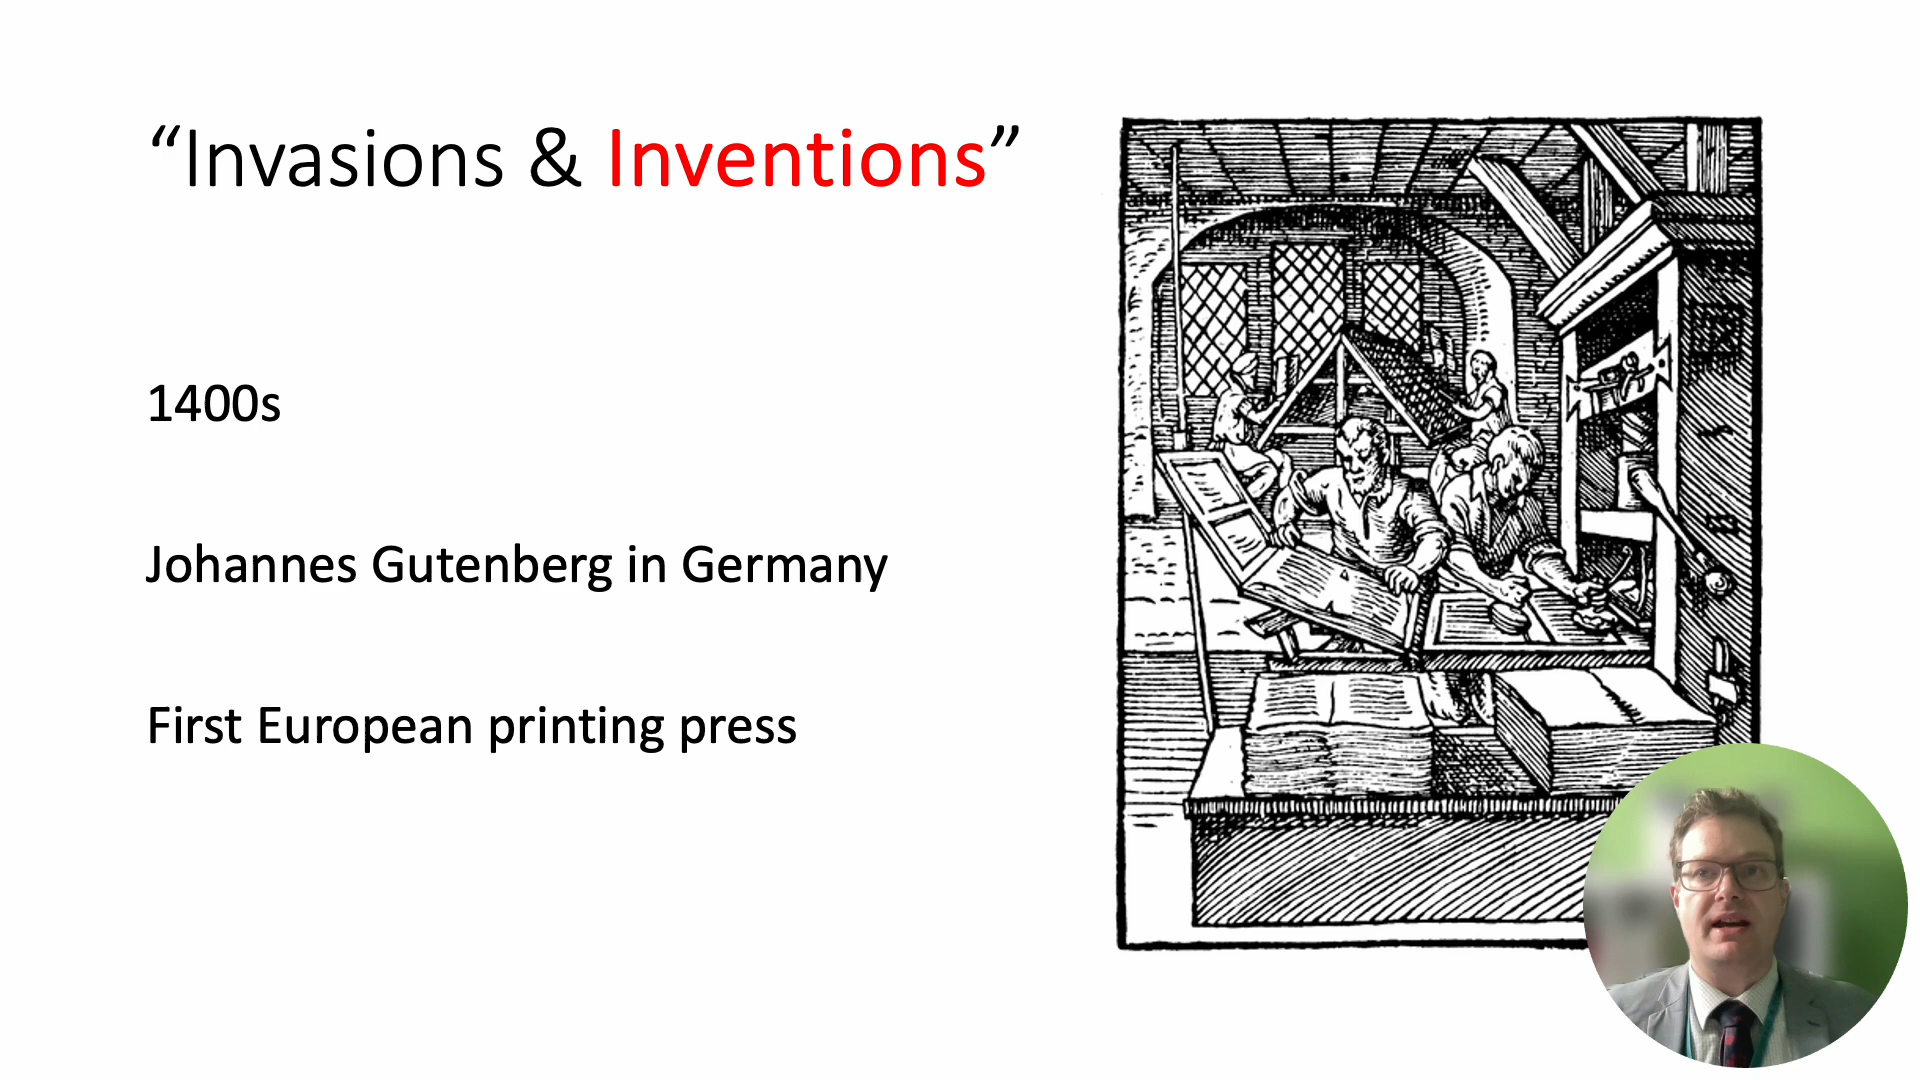 “Invasions & Inventions”
1400s
Johannes Gutenberg in Germany
First European printing press